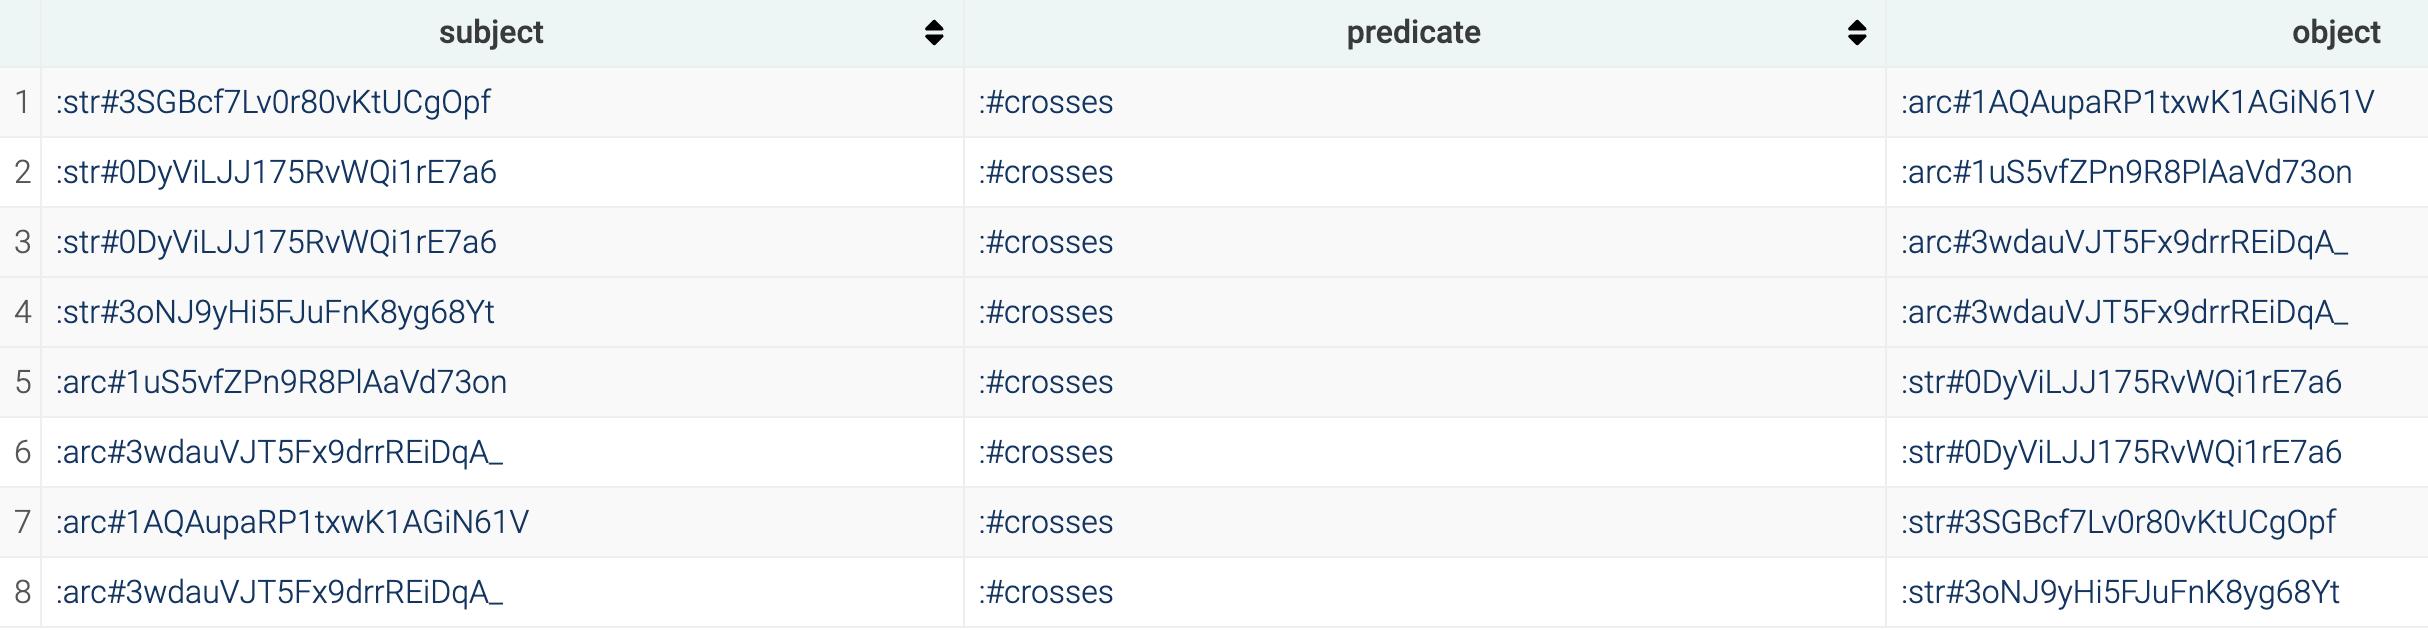 subject predicate object
1 :str#3SGBcf7Lv0r80vKtUCgOpf :#crosses :arc#1AQAupaRP1txwK1AGiN61V
2 :str#0DyViLJJ175RvWQi1rE7a6 :#crosses :arc#1uS5vfZPn9R8PlAaVd73on
3 :str#0DyViLJJ175RvWQi1rE7a6 :#crosses :arc#3wdauVJT5Fx9drrREiDqA_
4 :str#3oNJ9yHi5FJuFnK8yg68Yt :#crosses :arc#3wdauVJT5Fx9drrREiDqA_
5 :arc#1uS5vfZPn9R8PlAaVd73on :#crosses :str#0DyViLJJ175RvWQi1rE7a6
6 :arc#3wdauVJT5Fx9drrREiDqA_ :#crosses :str#0DyViLJJ175RvWQi1rE7a6
7 :arc#1AQAupaRP1txwK1AGiN61V :#crosses :str#3SGBcf7Lv0r80vKtUCgOpf
8 :arc#3wdauVJT5Fx9drrREiDqA_ :#crosses :str#3oNJ9yHi5FJuFnK8yg68Yt